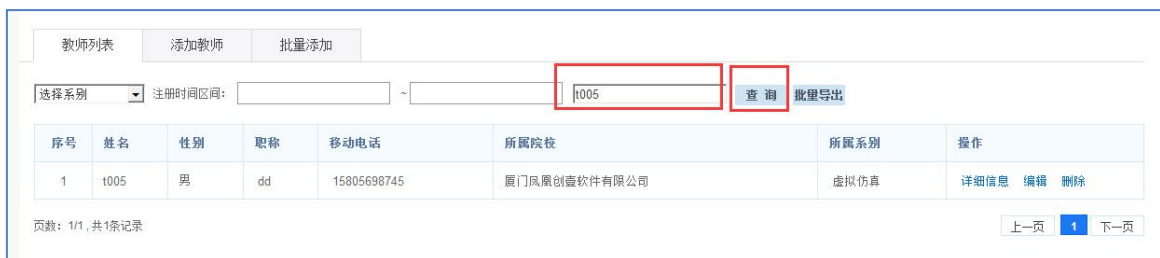 教师列表 添加教师 批量添加
选择系别 注册时间区间： ~ t005 查 询 批量导出
序号 姓名 性别 职称 移动电话 所属院校 所属系别 操作
1 t005 男 dd 15805698745 厦门凤凰创壹软件有限公司 虚拟仿真 详细信息 编辑 删除
页数：1/1，共1条记录 上一页 1 下一页